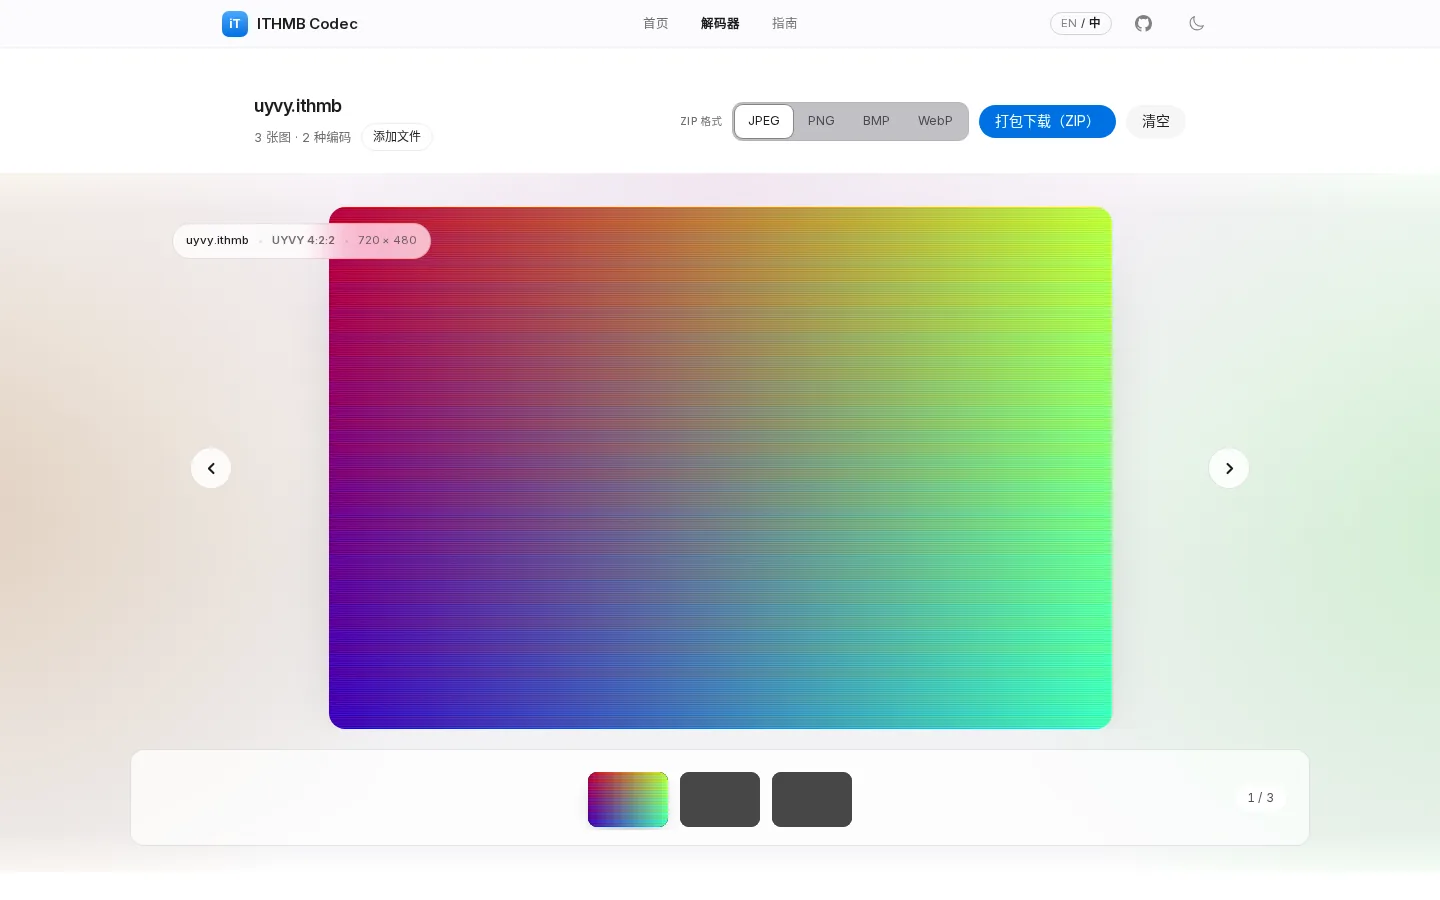 iT ITHMB Codec 首页 解码器 指南 EN / 中
uyvy.ithmb
3 张图 · 2 种编码 添加文件
ZIP 格式 JPEG PNG BMP WebP 打包下载（ZIP） 清空
uyvy.ithmb · UYVY 4:2:2 · 720 × 480
1 / 3